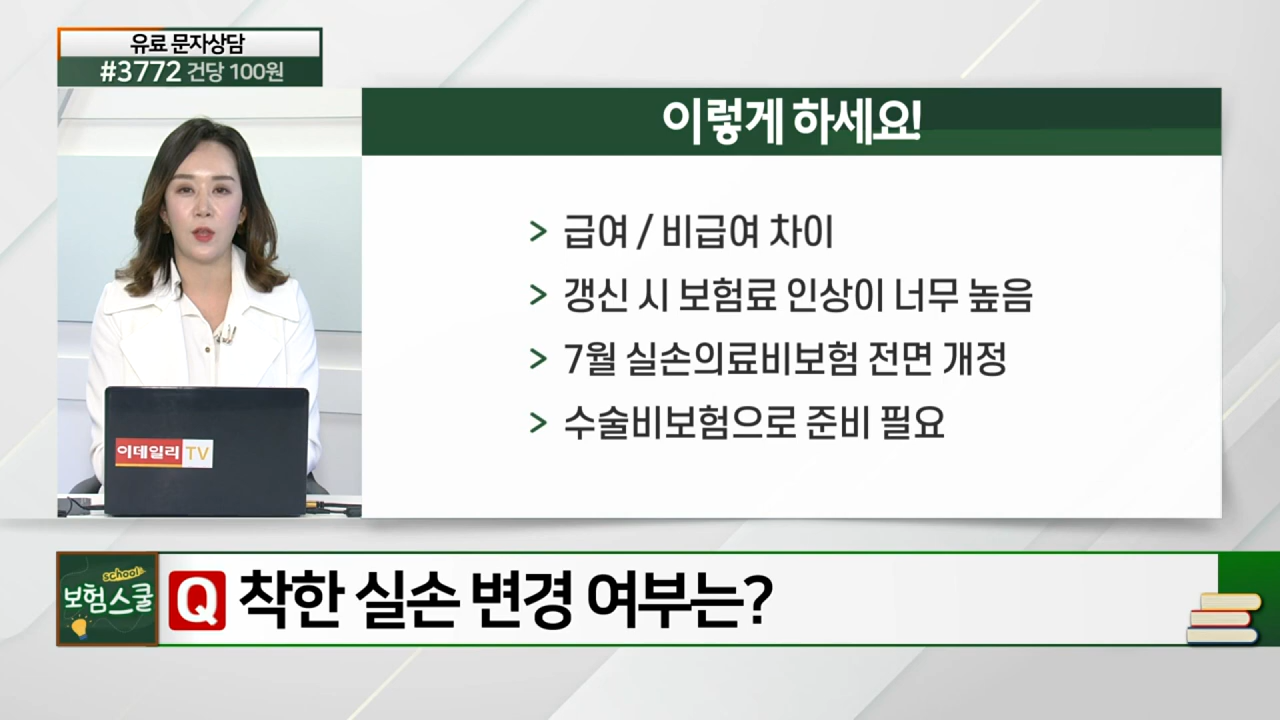 유료 문자상담
#3772 건당 100원
이렇게 하세요!
> 급여 / 비급여 차이
> 갱신 시 보험료 인상이 너무 높음
> 7월 실손의료비보험 전면 개정
> 수술비보험으로 준비 필요
이데일리 TV
school
보험스쿨
Q 착한 실손 변경 여부는?